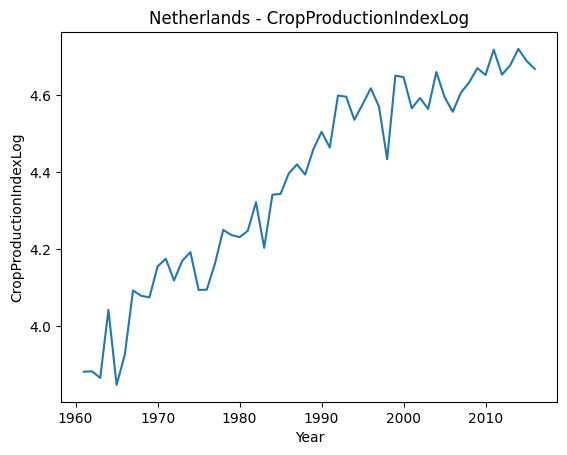 Netherlands - CropProductionIndexLog
CropProductionIndexLog
4.6
4.4
4.2
4.0
1960 1970 1980 1990 2000 2010
Year